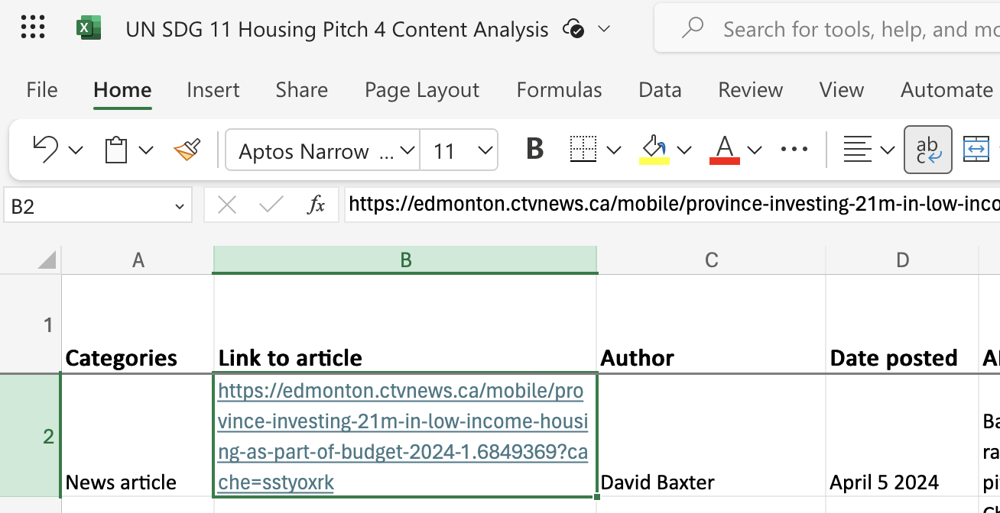 X UN SDG 11 Housing Pitch 4 Content Analysis
Search for tools, help, and
File Home Insert Share Page Layout Formulas Data Review View Automate
Aptos Narrow ... 11 B A ... ab c
B2 fx https://edmonton.ctvnews.ca/mobile/province-investing-21m-in-low-inco
A B C D
1
Categories Link to article Author Date posted
https://edmonton.ctvnews.ca/mobile/pro
vince-investing-21m-in-low-income-housi
ng-as-part-of-budget-2024-1.6849369?ca
che=sstyoxrk
2
News article David Baxter April 5 2024